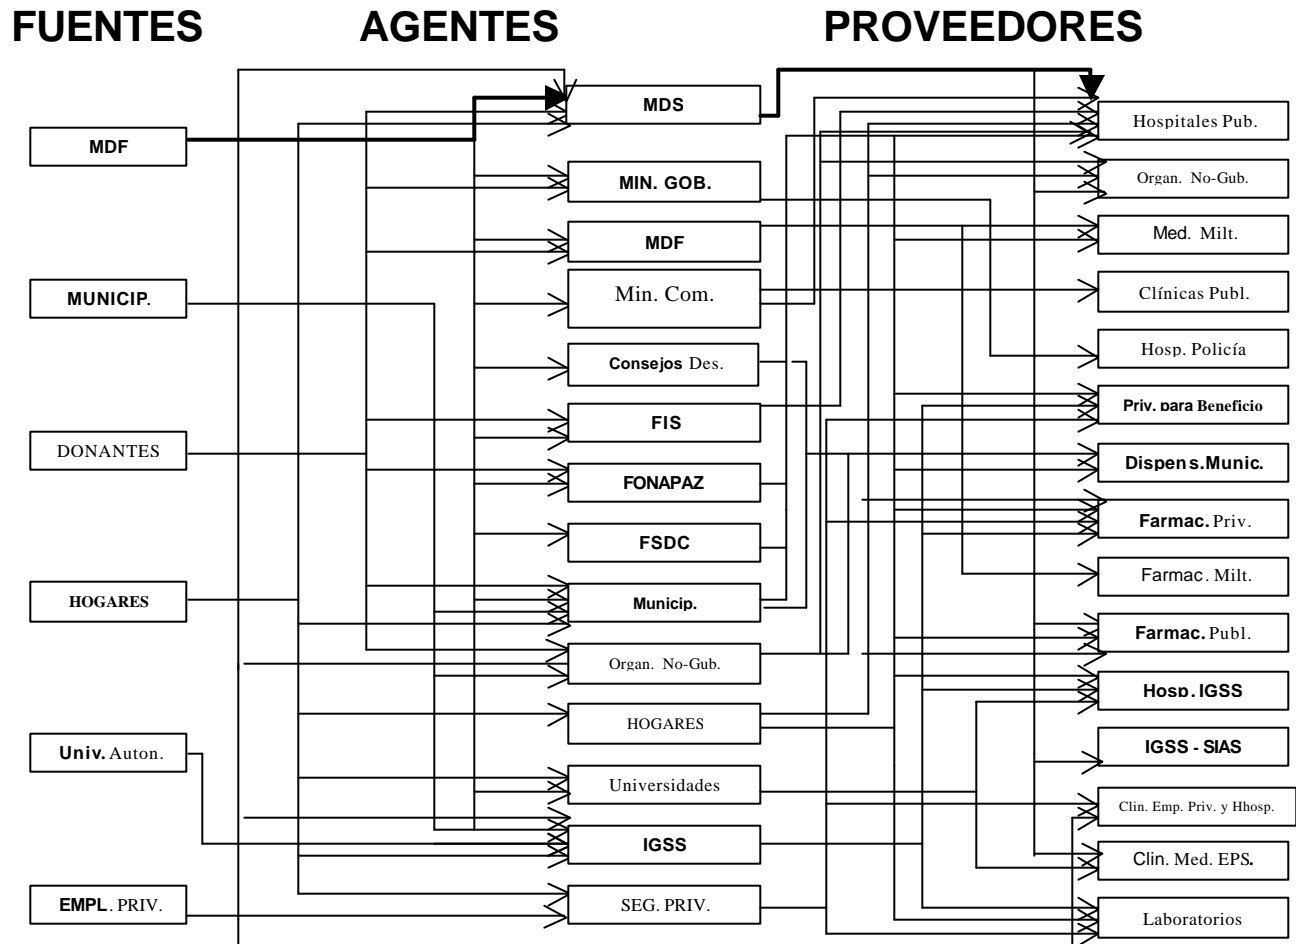 FUENTES
AGENTES
PROVEEDORES
MDF
MUNICIP.
DONANTES
HOGARES
Univ. Auton.
EMPL. PRIV.
MDS
MIN. GOB.
MDF
Min. Com.
Consejos Des.
FIS
FONAPAZ
FSDC
Municip.
Organ. No-Gub.
HOGARES
Universidades
IGSS
SEG. PRIV.
Hospitales Pub.
Organ. No-Gub.
Med. Milt.
Clínicas Publ.
Hosp. Policía
Priv. para Beneficio
Dispens.Munic.
Farmac. Priv.
Farmac. Milt.
Farmac. Publ.
Hosp. IGSS
IGSS - SIAS
Clin. Emp. Priv. y Hhosp.
Clin. Med. EPS.
Laboratorios